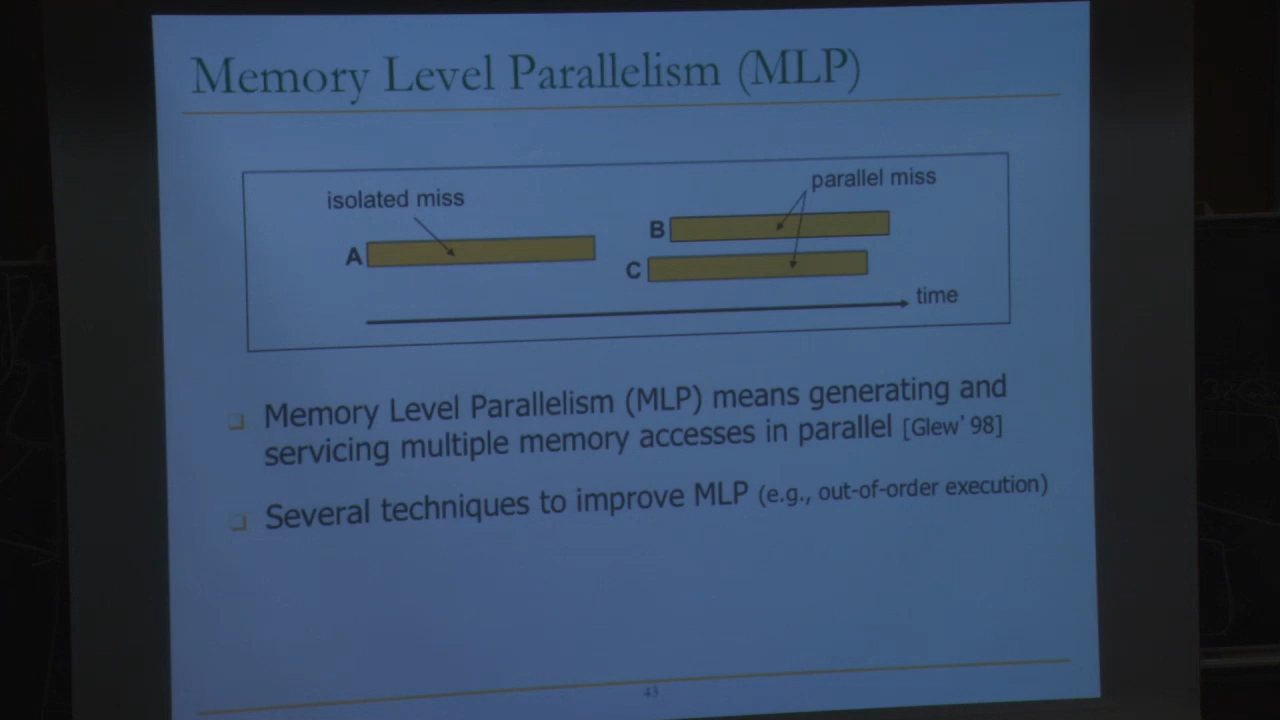 Memory Level Parallelism (MLP)
isolated miss
parallel miss
A
B
C
time
Memory Level Parallelism (MLP) means generating and
servicing multiple memory accesses in parallel [Glew' 98]
Several techniques to improve MLP (e.g., out-of-order execution)
43